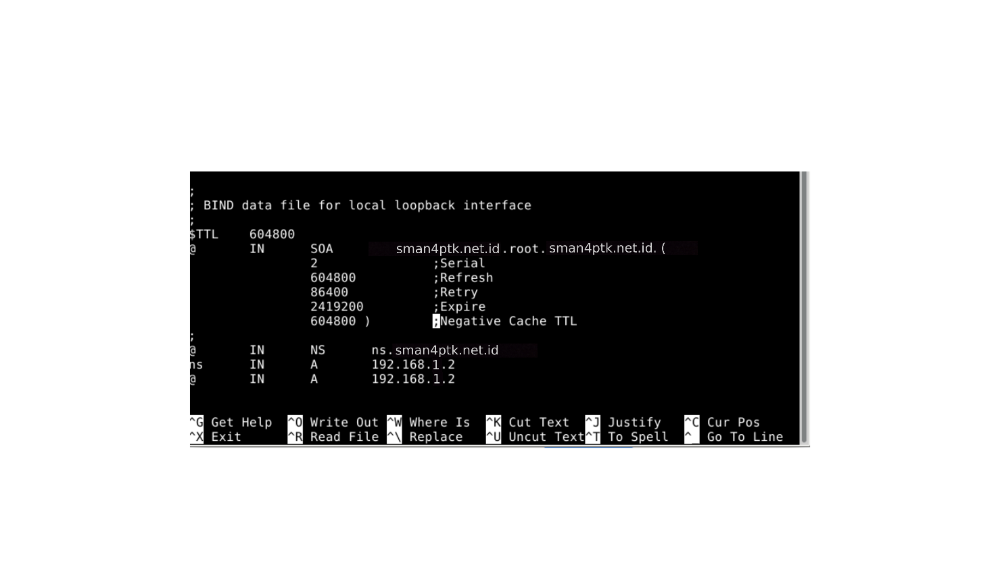 ;
; BIND data file for local loopback interface
;
$TTL 604800
@ IN SOA sman4ptk.net.id.root. sman4ptk.net.id. (
2 ;Serial
604800 ;Refresh
86400 ;Retry
2419200 ;Expire
604800 ) ;Negative Cache TTL
;
@ IN NS ns.sman4ptk.net.id
ns IN A 192.168.1.2
@ IN A 192.168.1.2
^G Get Help ^O Write Out ^W Where Is ^K Cut Text ^J Justify ^C Cur Pos
^X Exit ^R Read File ^\ Replace ^U Uncut Text ^T To Spell ^_ Go To Line